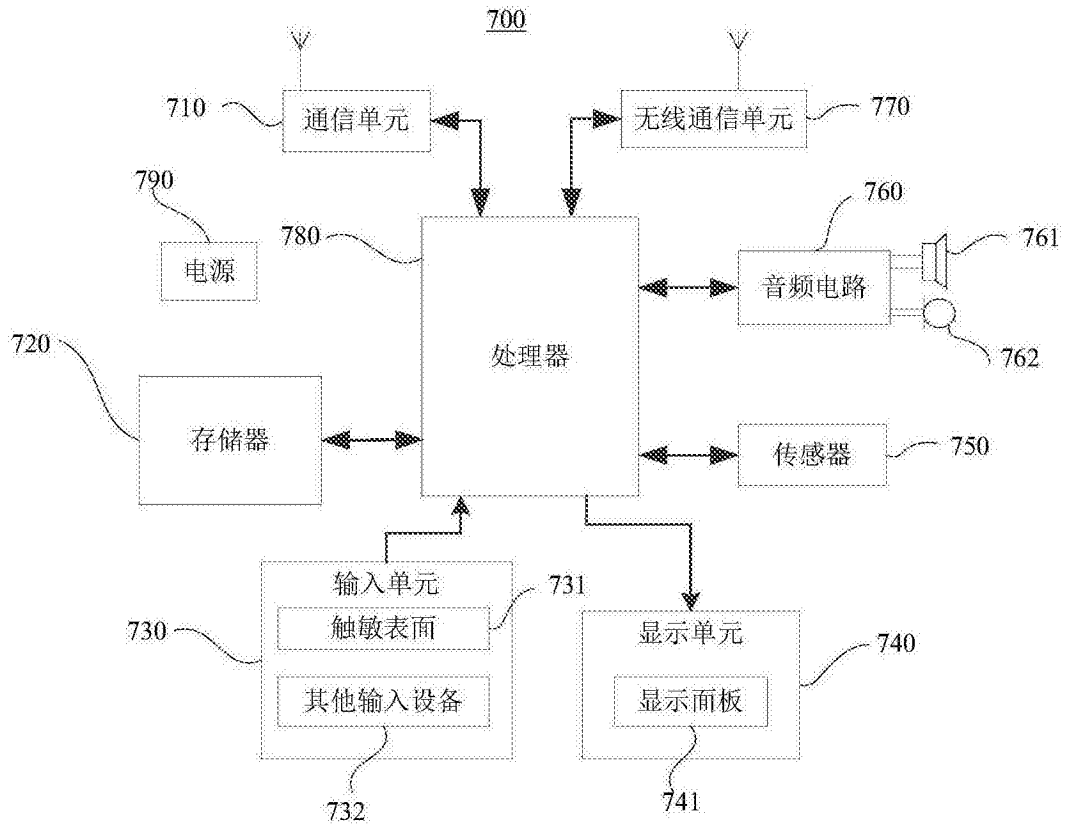 700
710
通信单元
无线通信单元
770
790
电源
780
处理器
760
音频电路
761
762
720
存储器
传感器
750
输入单元
731
触敏表面
730
其他输入设备
732
显示单元
740
显示面板
741